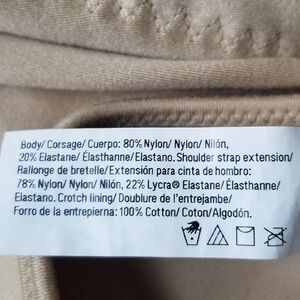 Body/ Corsage/ Cuerpo: 80% Nylon/ Nylon/ Nilón,
20% Elastane/ Élasthanne/Elastano. Shoulder strap extension/
Rallonge de bretelle/ Extensión para cinta de hombro:
78% Nylon/ Nylon/ Nilón, 22% Lycra® Elastane/ Élasthanne/
Elastano. Crotch lining/ Doublure de l'entrejambe/
Forro de la entrepierna: 100% Cotton/ Coton/Algodón.